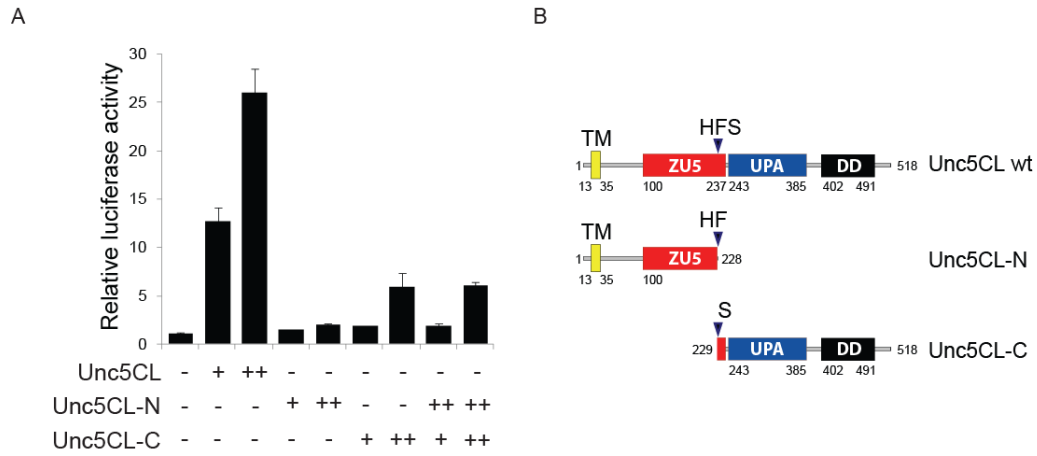 A
B
Relative luciferase activity
30
25
20
15
10
5
0
Unc5CL - + ++ - - - - - -
Unc5CL-N - - - + ++ - - ++ ++
Unc5CL-C - - - - - + ++ + ++
TM HFS
1 ZU5 UPA DD 518 Unc5CL wt
13 35 100 237 243 385 402 491
TM HF
1 ZU5 228 Unc5CL-N
13 35 100
S
229 UPA DD 518 Unc5CL-C
243 385 402 491